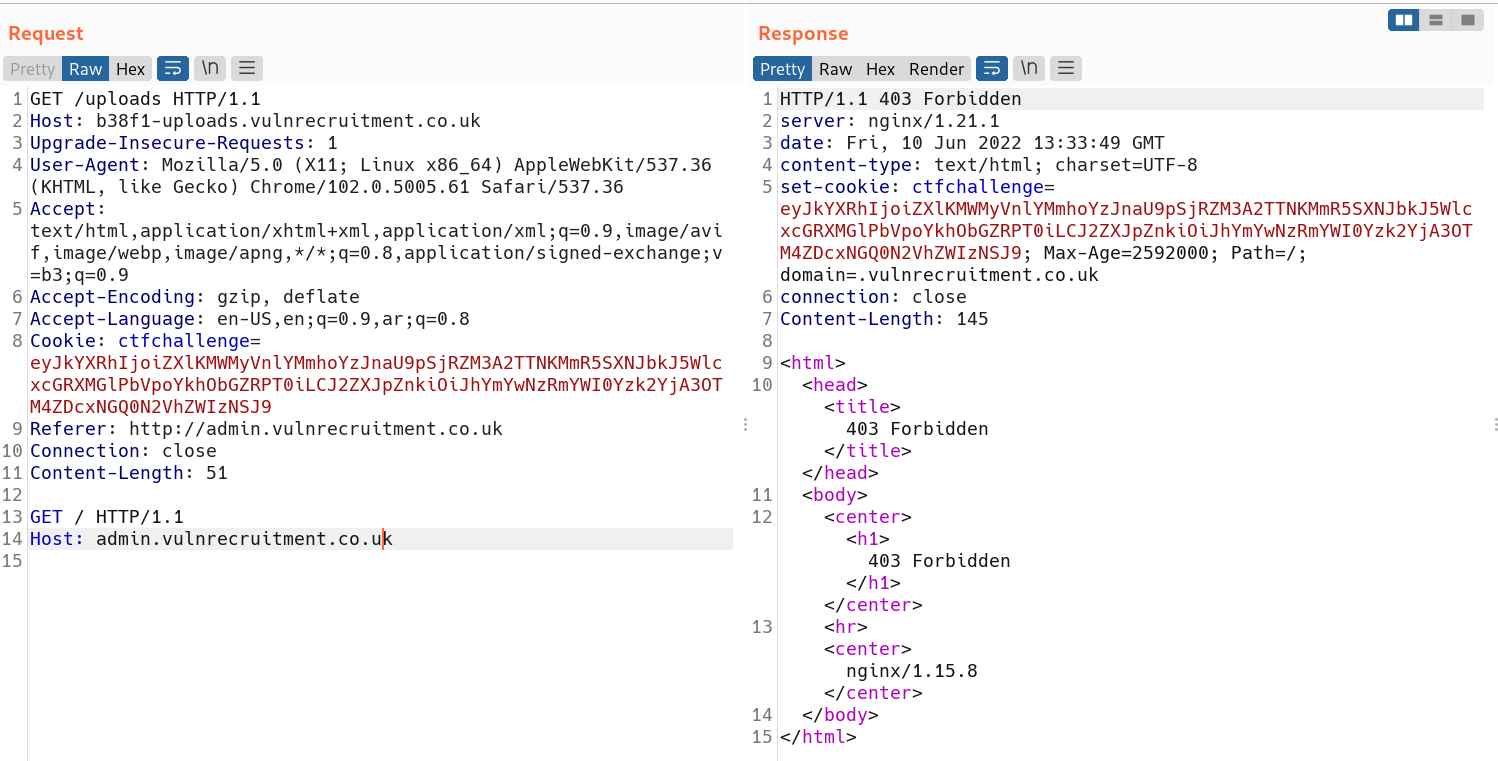 Request
Pretty Raw Hex \n
1 GET /uploads HTTP/1.1
2 Host: b38f1-uploads.vulnrecruitment.co.uk
3 Upgrade-Insecure-Requests: 1
4 User-Agent: Mozilla/5.0 (X11; Linux x86_64) AppleWebKit/537.36
(KHTML, like Gecko) Chrome/102.0.5005.61 Safari/537.36
5 Accept:
text/html,application/xhtml+xml,application/xml;q=0.9,image/avi
f,image/webp,image/apng,*/*;q=0.8,application/signed-exchange;v
=b3;q=0.9
6 Accept-Encoding: gzip, deflate
7 Accept-Language: en-US,en;q=0.9,ar;q=0.8
8 Cookie: ctfchallenge=
eyJkYXRhIjoiZXlKMWMyVnlYMmhoYzJnaU9pSjRZM3A2TTNKMmR5SXNJbkJ5Wlc
xcGRXMGlPbVpoYkhObGZRPT0iLCJ2ZXJpZnkiOiJhYmYwNzRmYWI0Yzk2YjA3OT
M4ZDcxNGQ0N2VhZWIzNSJ9
9 Referer: http://admin.vulnrecruitment.co.uk
10 Connection: close
11 Content-Length: 51
12
13 GET / HTTP/1.1
14 Host: admin.vulnrecruitment.co.uk
15
Response
Pretty Raw Hex Render \n
1 HTTP/1.1 403 Forbidden
2 server: nginx/1.21.1
3 date: Fri, 10 Jun 2022 13:33:49 GMT
4 content-type: text/html; charset=UTF-8
5 set-cookie: ctfchallenge=
eyJkYXRhIjoiZXlKMWMyVnlYMmhoYzJnaU9pSjRZM3A2TTNKMmR5SXNJbkJ5Wlc
xcGRXMGlPbVpoYkhObGZRPT0iLCJ2ZXJpZnkiOiJhYmYwNzRmYWI0Yzk2YjA3OT
M4ZDcxNGQ0N2VhZWIzNSJ9; Max-Age=2592000; Path=/;
domain=.vulnrecruitment.co.uk
6 connection: close
7 Content-Length: 145
8
9 <html>
10 <head>
<title>
403 Forbidden
</title>
</head>
11 <body>
12 <center>
<h1>
403 Forbidden
</h1>
</center>
13 <hr>
<center>
nginx/1.15.8
</center>
14 </body>
15 </html>